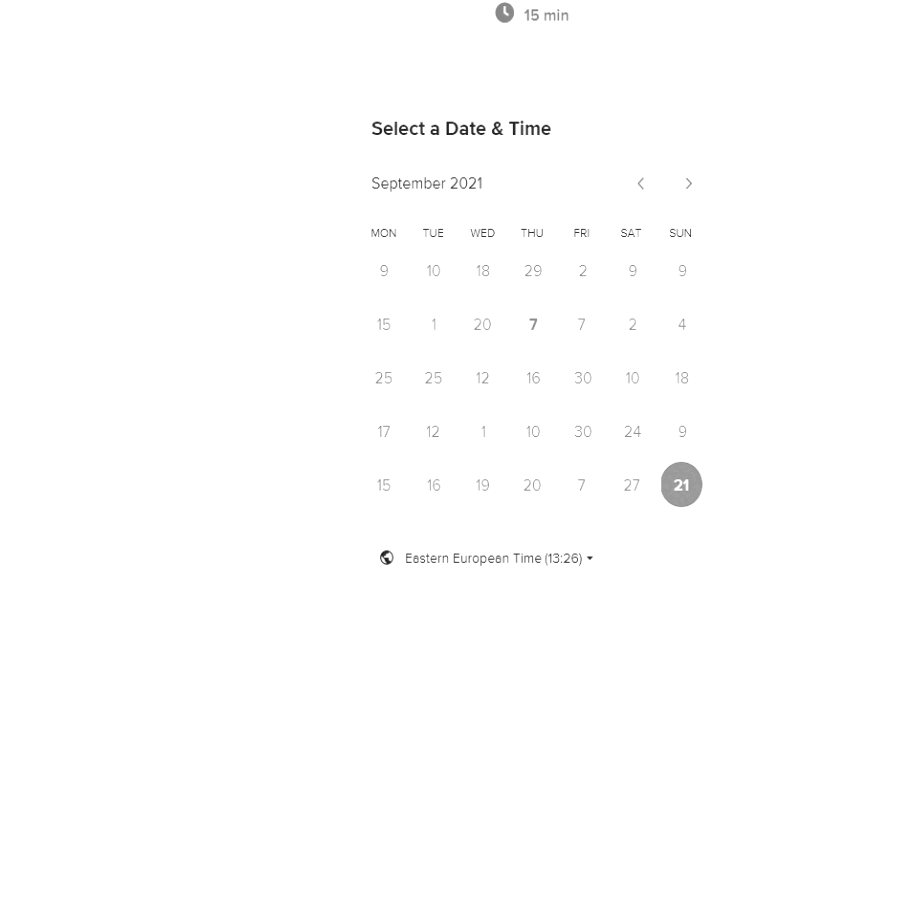 15 min
Select a Date & Time
September 2021
MON TUE WED THU FRI SAT SUN
9 10 18 29 2 9 9
15 1 20 7 7 2 4
25 25 12 16 30 10 18
17 12 1 10 30 24 9
15 16 19 20 7 27 21
Eastern European Time (13:26)